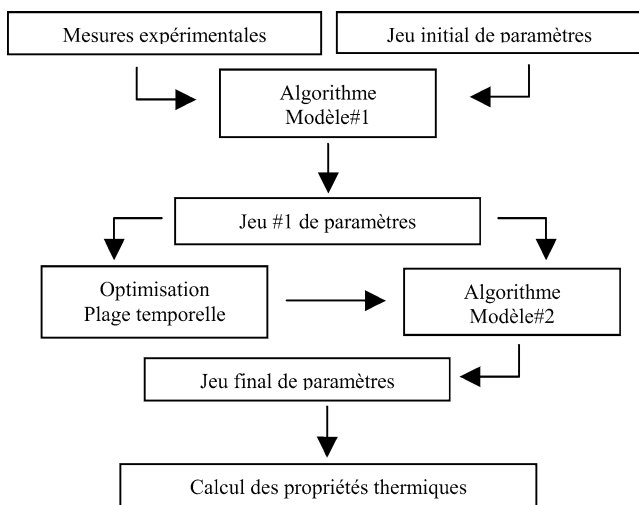 Mesures expérimentales
Jeu initial de paramètres
Algorithme
Modèle#1
Jeu #1 de paramètres
Optimisation
Plage temporelle
Algorithme
Modèle#2
Jeu final de paramètres
Calcul des propriétés thermiques